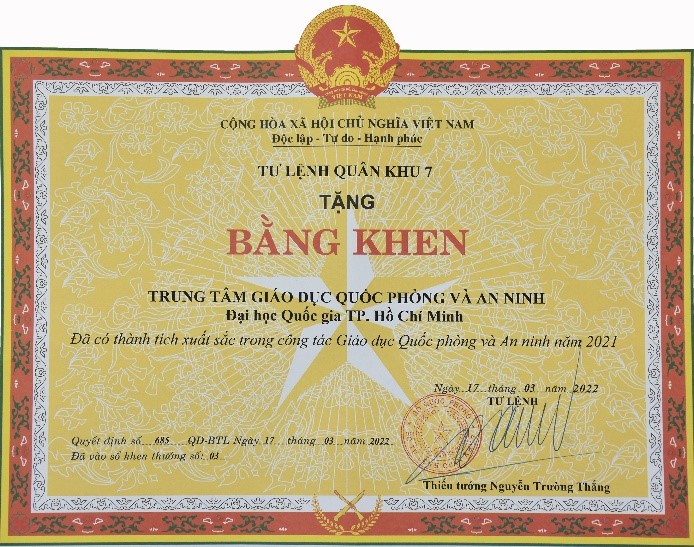 VIỆT NAM
CỘNG HÒA XÃ HỘI CHỦ NGHĨA VIỆT NAM
Độc lập - Tự do - Hạnh phúc
TƯ LỆNH QUÂN KHU 7
TẶNG
BẰNG KHEN
TRUNG TÂM GIÁO DỤC QUỐC PHÒNG VÀ AN NINH
Đại học Quốc gia TP. Hồ Chí Minh
Đã có thành tích xuất sắc trong công tác Giáo dục Quốc phòng và An ninh năm 2021
Ngày 17 tháng 03 năm 2022
TƯ LỆNH
Quyết định số 685 QĐ-BTL Ngày 17 tháng 03 năm 2022
Đã vào sổ khen thưởng số: 03
Thiếu tướng Nguyễn Trường Thắng